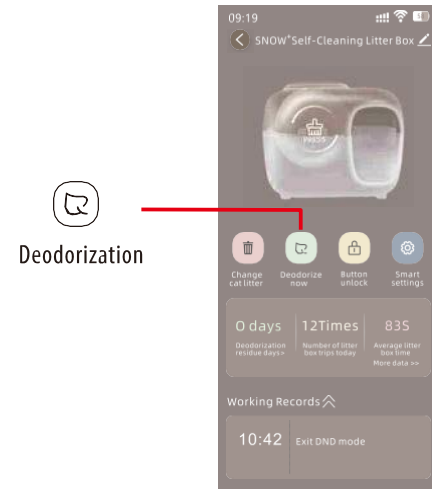 09:19
SNOW⁺Self-Cleaning Litter Box
PRESS
Deodorization
Change
cat litter
Deodorize
now
Button
unlock
Smart
settings
0 days
12Times
83S
Deodorization
residue days>
Number of litter
box trips today
Average litter
box time
More data >>
Working Records
10:42
Exit DND mode